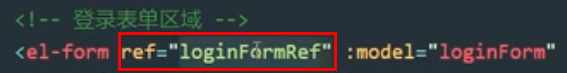 <!-- 登录表单区域 -->
<el-form ref="loginFormRef" :model="loginForm"